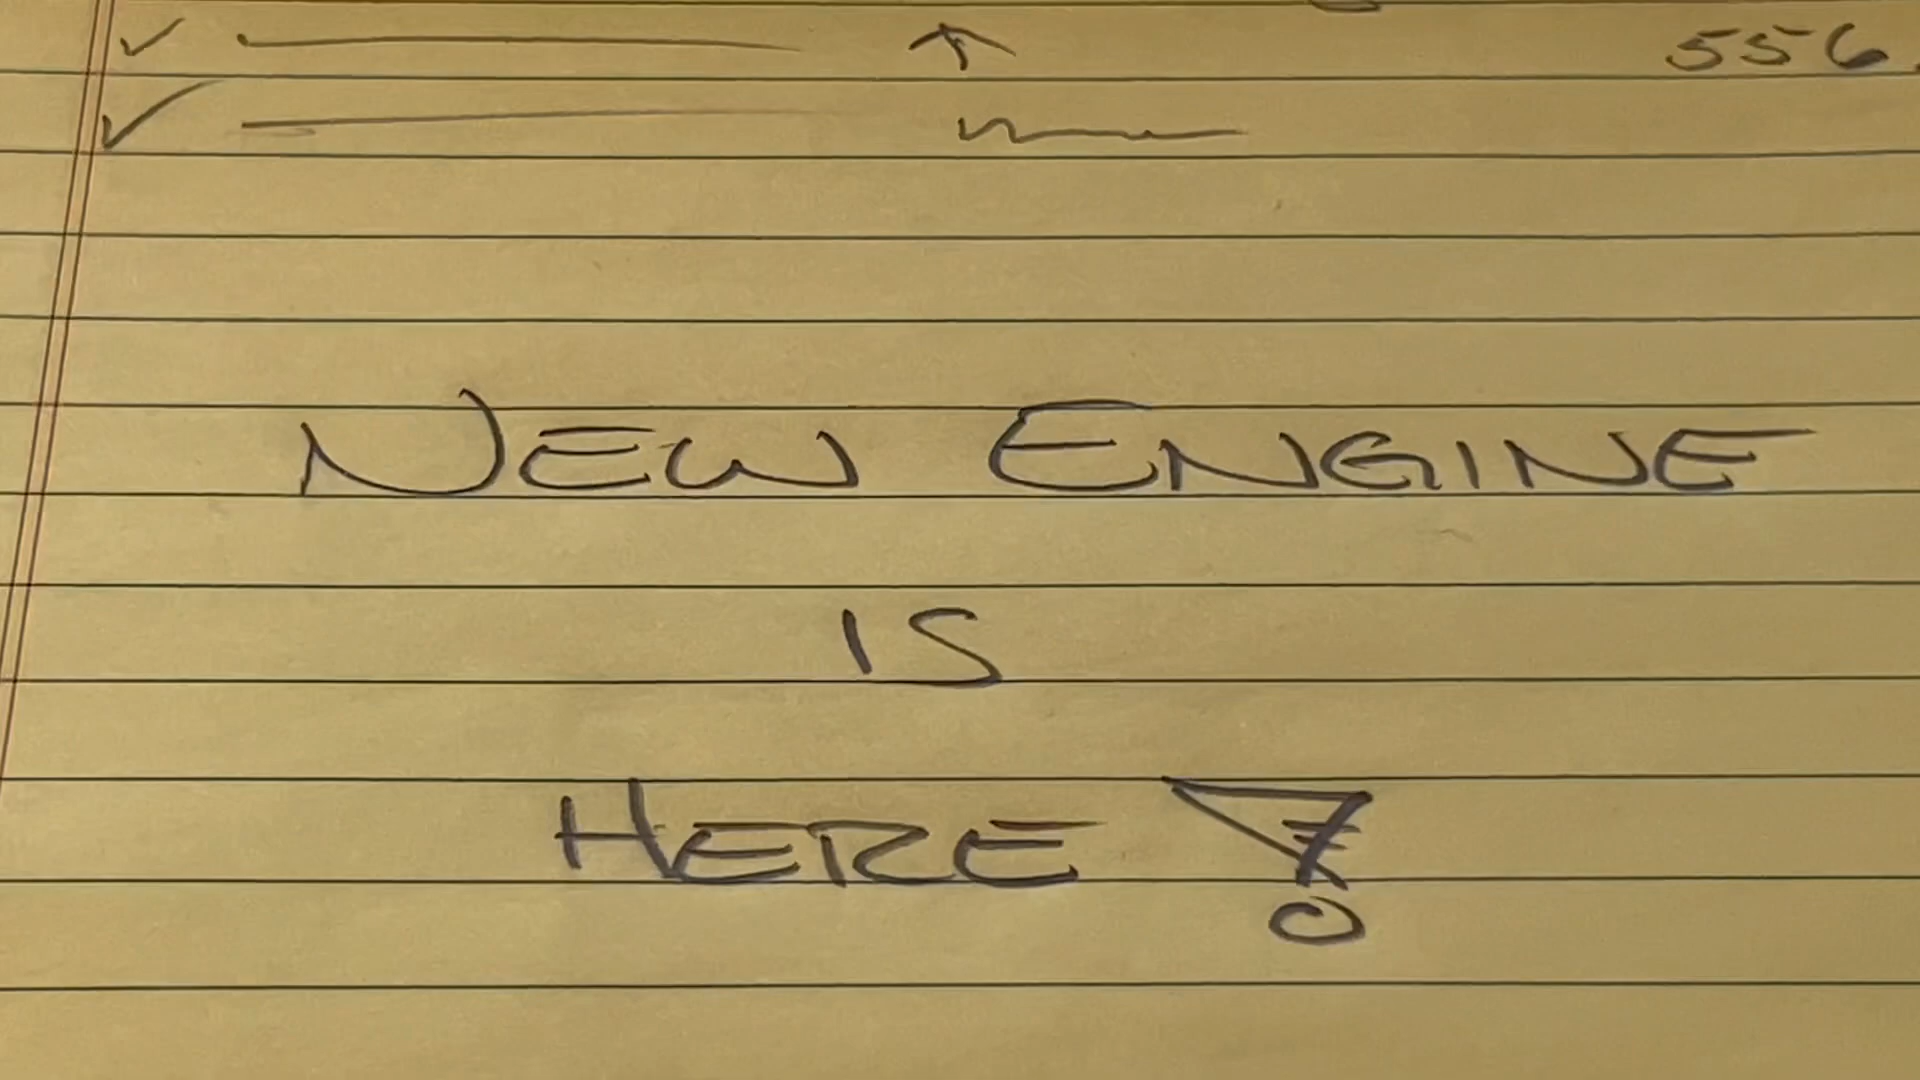 ✓ 556.
✓
NEW ENGINE
IS
HERE!